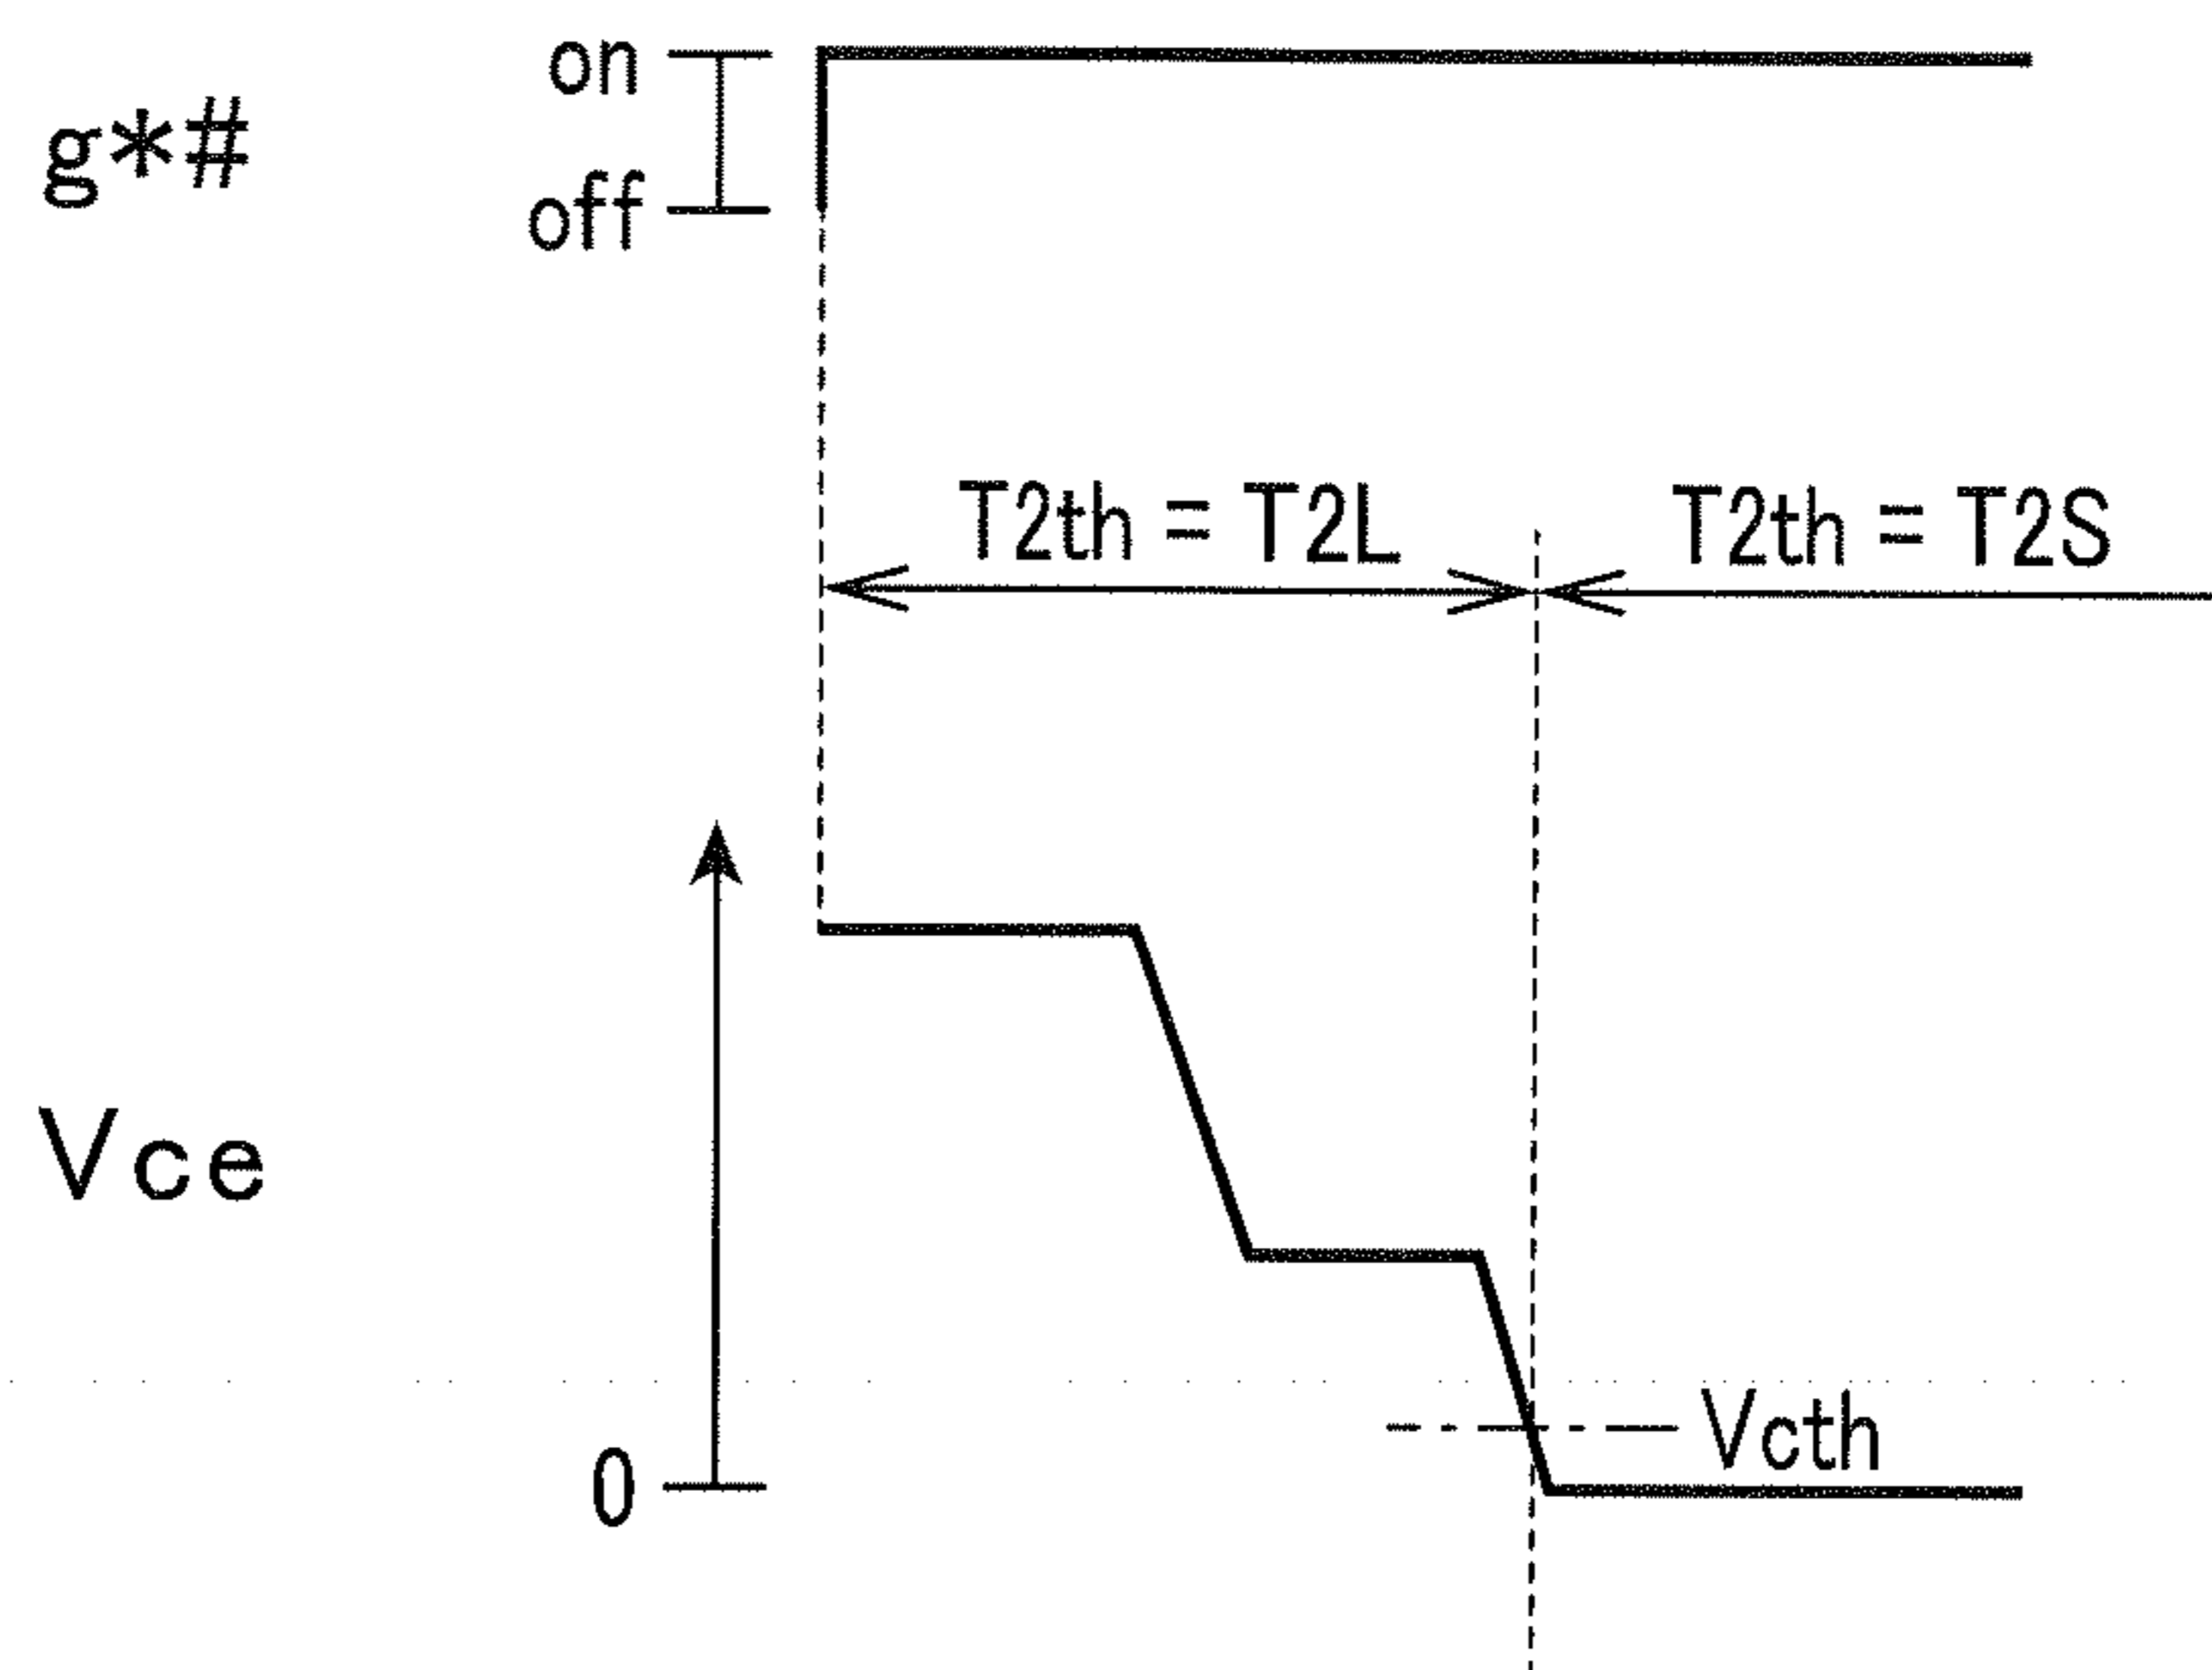 on
g*#
off
T2th = T2L
T2th = T2S
Vce
Vcth
0